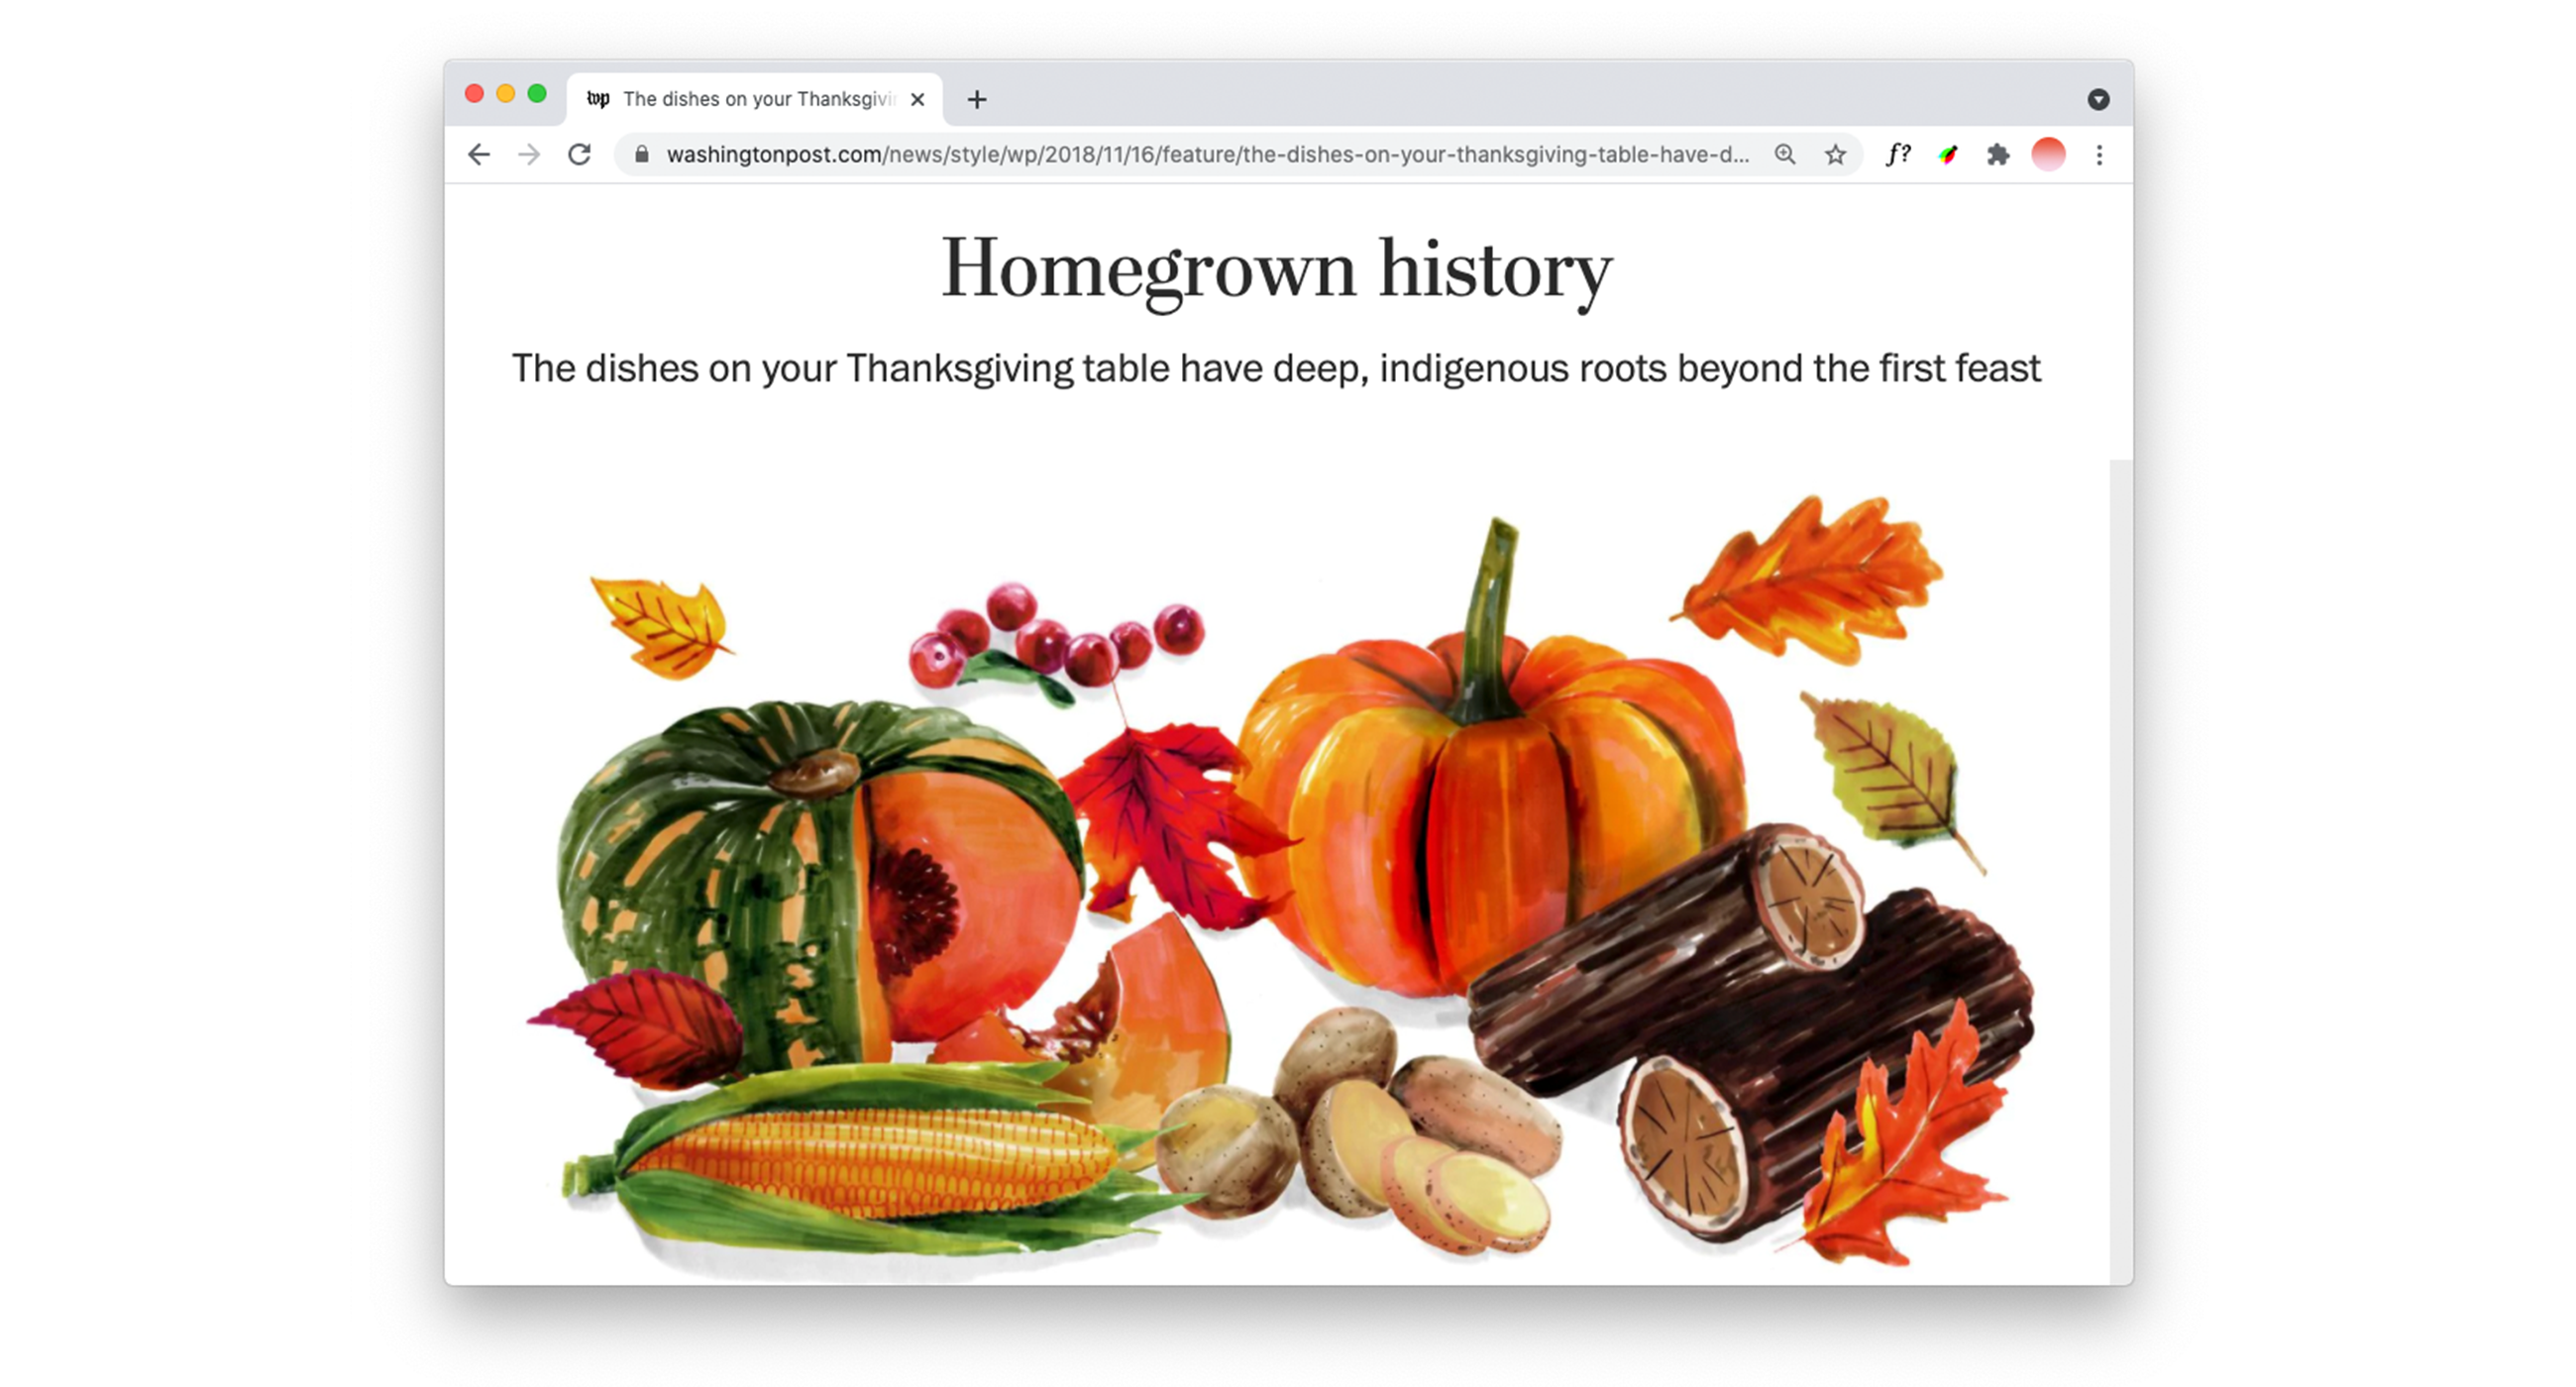 wp The dishes on your Thanksgivin
washingtonpost.com/news/style/wp/2018/11/16/feature/the-dishes-on-your-thanksgiving-table-have-d...
f?
Homegrown history
The dishes on your Thanksgiving table have deep, indigenous roots beyond the first feast